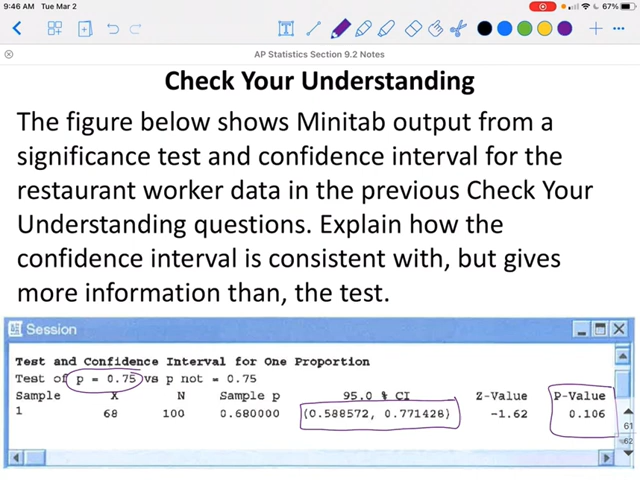 9:46 AM Tue Mar 2
67%
AP Statistics Section 9.2 Notes
Check Your Understanding
The figure below shows Minitab output from a
significance test and confidence interval for the
restaurant worker data in the previous Check Your
Understanding questions. Explain how the
confidence interval is consistent with, but gives
more information than, the test.
Session
Test and Confidence Interval for One Proportion
Test of p = 0.75 vs p not = 0.75
Sample X N Sample p 95.0 % CI Z-Value P-Value
1 68 100 0.680000 (0.588572, 0.771428) -1.62 0.106
61
62